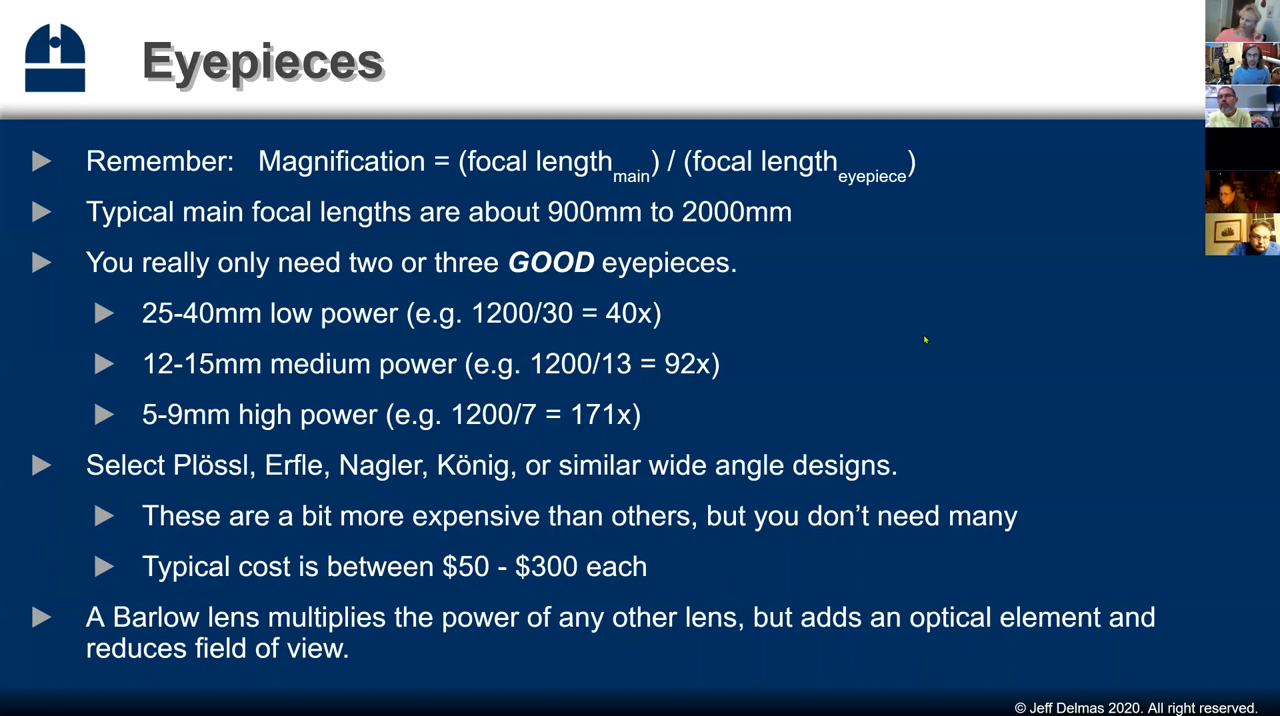 Eyepieces
Remember: Magnification = (focal lengthmain) / (focal lengtheyepiece)
Typical main focal lengths are about 900mm to 2000mm
You really only need two or three GOOD eyepieces.
25-40mm low power (e.g. 1200/30 = 40x)
12-15mm medium power (e.g. 1200/13 = 92x)
5-9mm high power (e.g. 1200/7 = 171x)
Select Plössl, Erfle, Nagler, König, or similar wide angle designs.
These are a bit more expensive than others, but you don’t need many
Typical cost is between $50 - $300 each
A Barlow lens multiplies the power of any other lens, but adds an optical element and
reduces field of view.
© Jeff Delmas 2020. All right reserved.